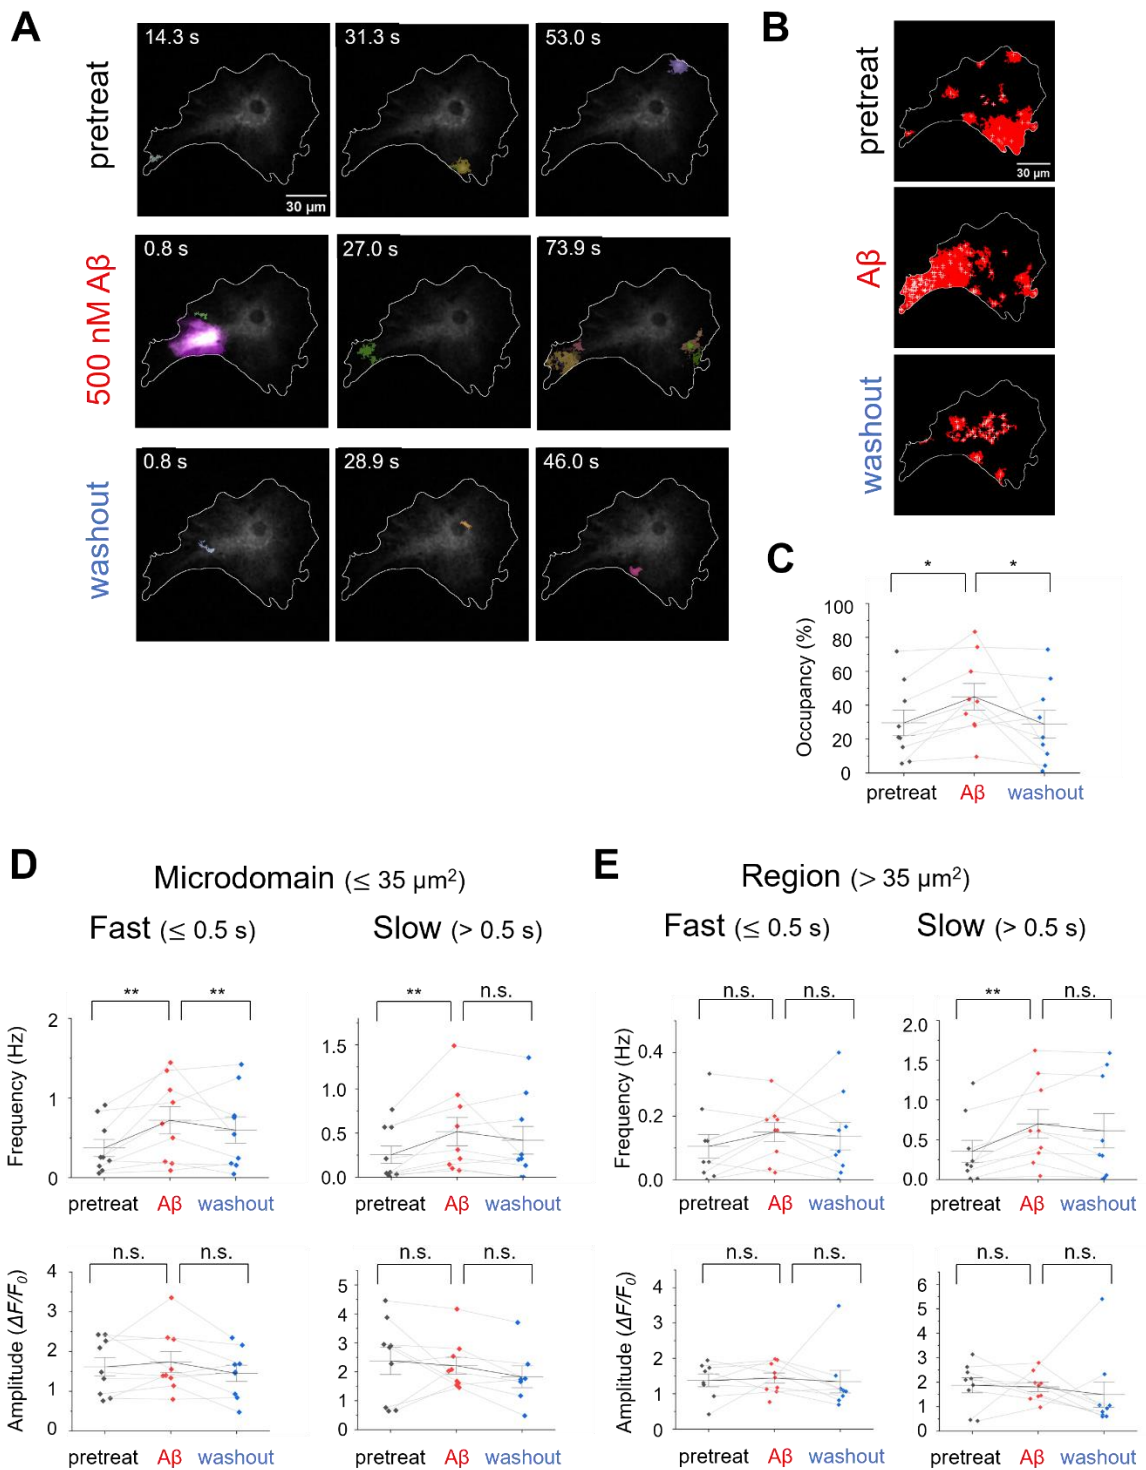 A
pretreat
14.3 s
31.3 s
53.0 s
30 µm
500 nM Aβ
0.8 s
27.0 s
73.9 s
washout
0.8 s
28.9 s
46.0 s
B
pretreat
30 µm
Aβ
washout
C
* *
Occupancy (%)
100
80
60
40
20
0
pretreat Aβ washout
D
Microdomain (≤ 35 µm²)
Fast (≤ 0.5 s)
Slow (> 0.5 s)
** **
Frequency (Hz)
2
1
0
pretreat Aβ washout
** n.s.
1.5
1.0
0.5
0.0
pretreat Aβ washout
n.s. n.s.
Amplitude (ΔF/F0)
4
3
2
1
0
pretreat Aβ washout
n.s. n.s.
5
4
3
2
1
0
pretreat Aβ washout
E
Region (> 35 µm²)
Fast (≤ 0.5 s)
Slow (> 0.5 s)
n.s. n.s.
Frequency (Hz)
0.4
0.2
0.0
pretreat Aβ washout
** n.s.
2.0
1.5
1.0
0.5
0.0
pretreat Aβ washout
n.s. n.s.
Amplitude (ΔF/F0)
4
3
2
1
0
pretreat Aβ washout
n.s. n.s.
6
5
4
3
2
1
0
pretreat Aβ washout